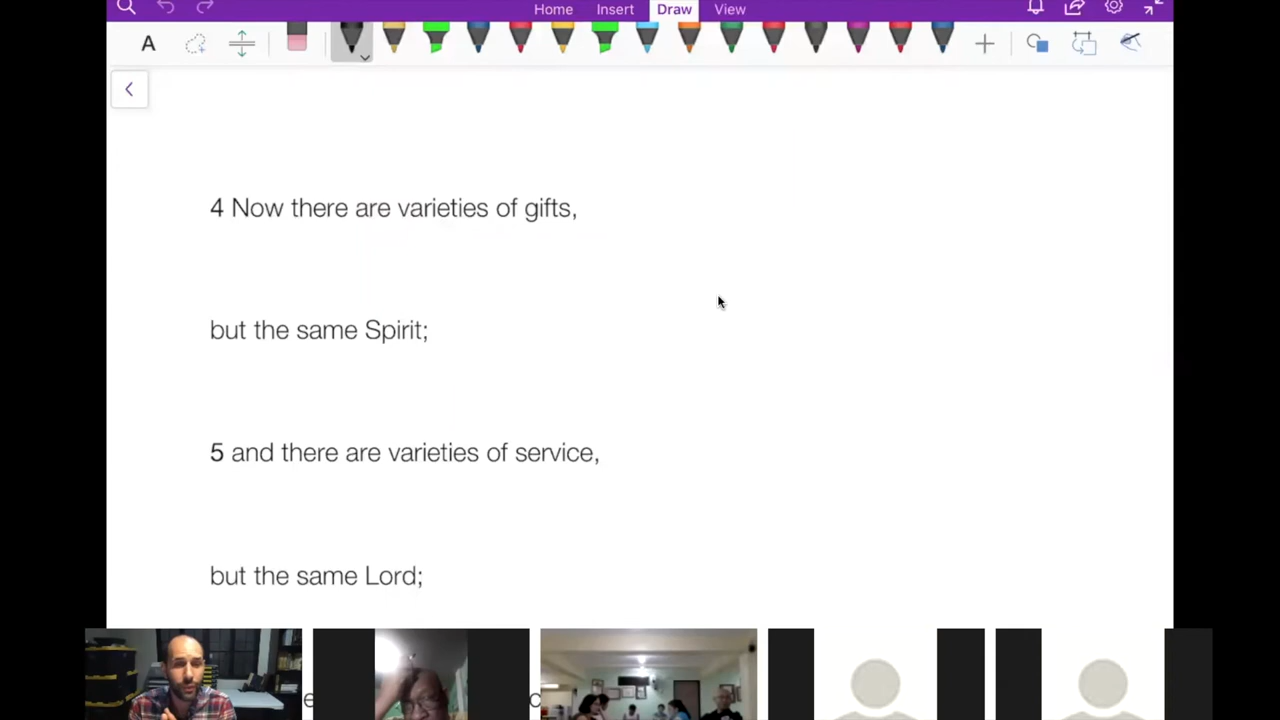 Home Insert Draw View
A
4 Now there are varieties of gifts,
but the same Spirit;
5 and there are varieties of service,
but the same Lord;